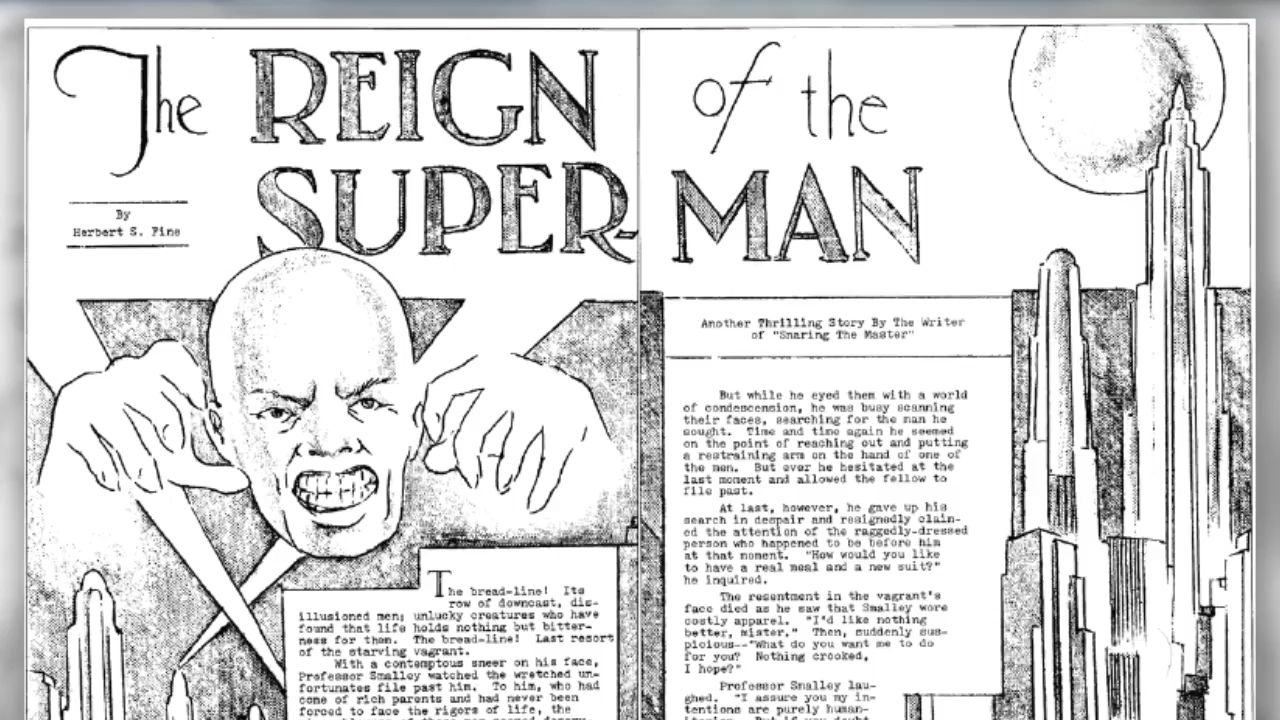 The REIGN of the
SUPER-MAN
By
Herbert S. Fine
The bread-line! Its
row of downcast, dis-
illusioned men; unlucky creatures who have
found that life holds nothing but bitter-
ness for them. The bread-line! Last resort
of the starving vagrant.
With a contemptous sneer on his face,
Professor Smalley watched the wretched un-
fortunates file past him. To him, who had
come of rich parents and had never been
forced to face the rigors of life, the
Another Thrilling Story By The Writer
of "Snaring The Master"
But while he eyed them with a world
of condescension, he was busy scanning
their faces, searching for the man he
sought. Time and time again he seemed
on the point of reaching out and putting
a restraining arm on the hand of one of
the men. But ever he hesitated at the
last moment and allowed the fellow to
file past.
At last, however, he gave up his
search in despair and resignedly claim-
ed the attention of the raggedly-dressed
person who happened to be before him
at that moment. "How would you like
to have a real meal and a new suit?"
he inquired.
The resentment in the vagrant's
face died as he saw that Smalley wore
costly apparel. "I'd like nothing
better, mister." Then, suddenly sus-
picious--"What do you want me to do
for you? Nothing crooked,
I hope?"
Professor Smalley lau-
ghed. "I assure you my in-
tentions are purely human-